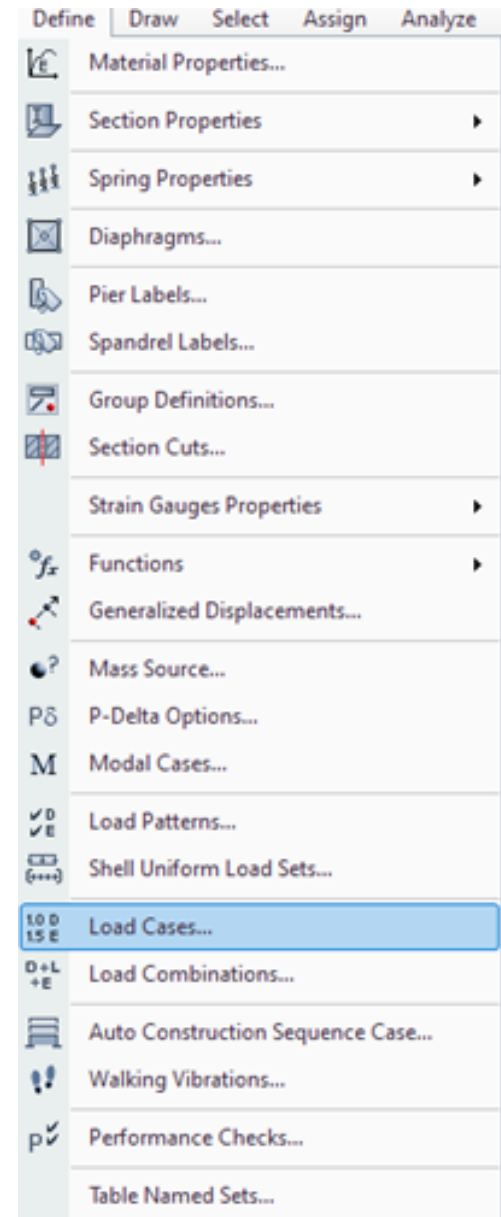 Define Draw Select Assign Analyze
Material Properties...
Section Properties
Spring Properties
Diaphragms...
Pier Labels...
Spandrel Labels...
Group Definitions...
Section Cuts...
Strain Gauges Properties
Functions
Generalized Displacements...
Mass Source...
Pδ P-Delta Options...
M Modal Cases...
Load Patterns...
Shell Uniform Load Sets...
Load Cases...
Load Combinations...
Auto Construction Sequence Case...
Walking Vibrations...
Performance Checks...
Table Named Sets...